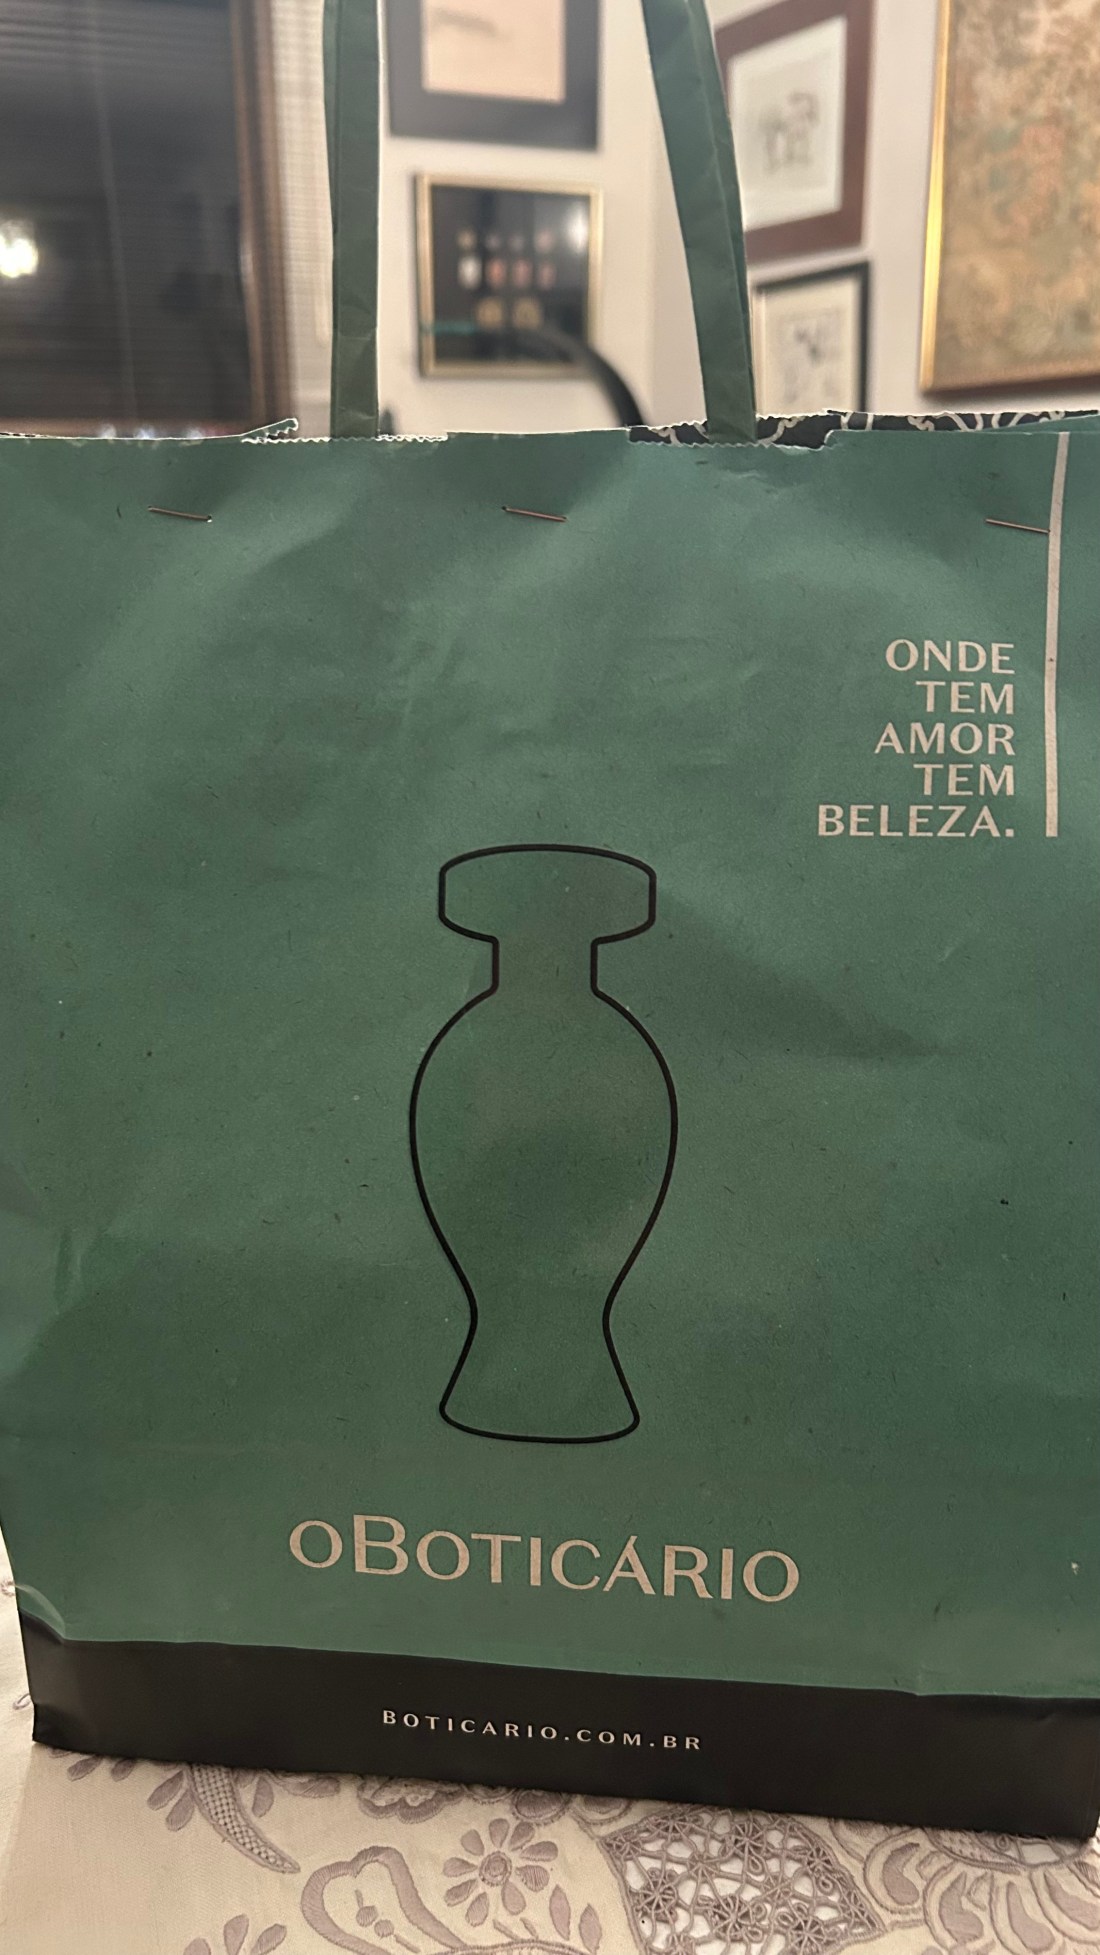 ONDE
TEM
AMOR
TEM
BELEZA.
OBOTICÁRIO
BOTICARIO.COM.BR